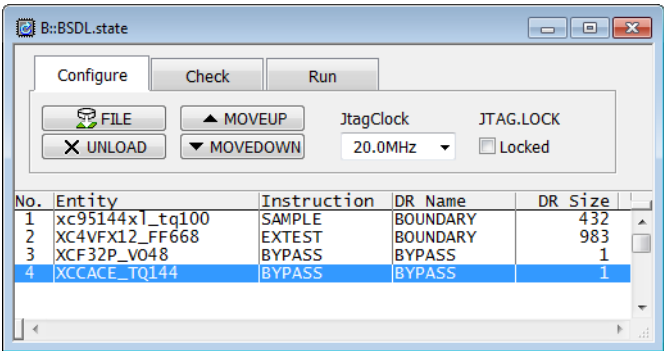 B::BSDL.state
Configure Check Run
FILE MOVEUP JtagClock JTAG.LOCK
UNLOAD MOVEDOWN 20.0MHz Locked
No. Entity Instruction DR Name DR Size
1 xc95144xl_tq100 SAMPLE BOUNDARY 432
2 XC4VFX12_FF668 EXTEST BOUNDARY 983
3 XCF32P_VO48 BYPASS BYPASS 1
4 XCCACE_TQ144 BYPASS BYPASS 1